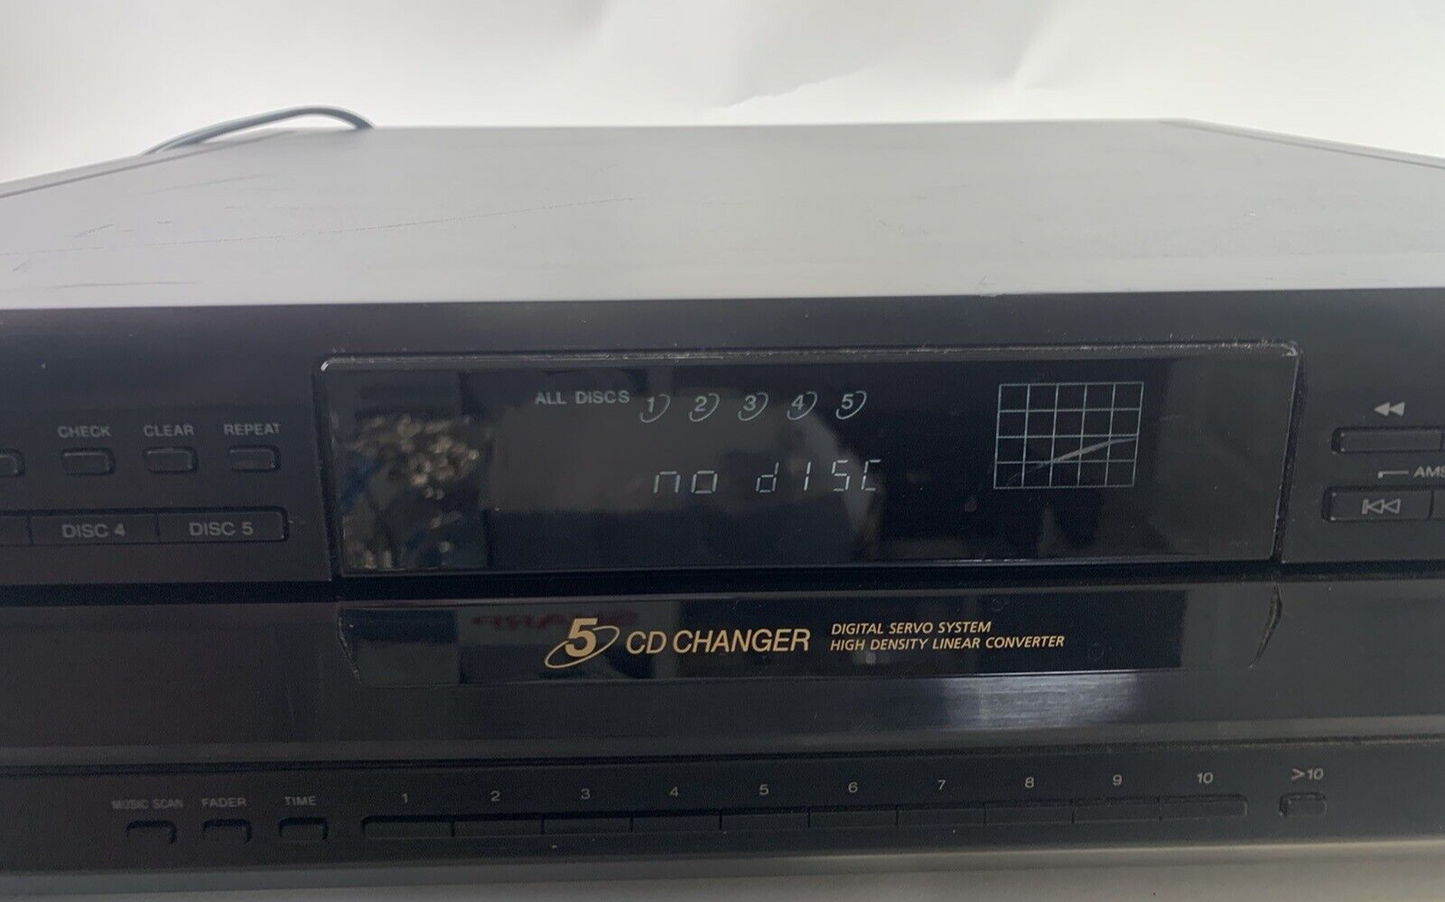 ALL DISCS 1 2 3 4 5
no dISC
CHECK CLEAR REPEAT
DISC 4 DISC 5
AMS
5 CD CHANGER
DIGITAL SERVO SYSTEM
HIGH DENSITY LINEAR CONVERTER
MUSIC SCAN FADER TIME
1 2 3 4 5 6 7 8 9 10 >10